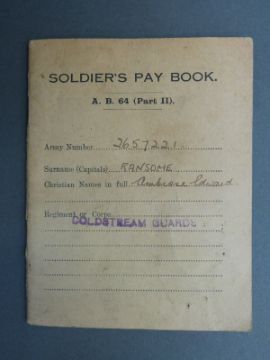 SOLDIER'S PAY BOOK.
A. B. 64 (Part II).
Army Number 2657221
Surname (Capitals) RANSOME
Christian Names in full Ambrose Edward
Regiment or Corps
COLDSTREAM GUARDS